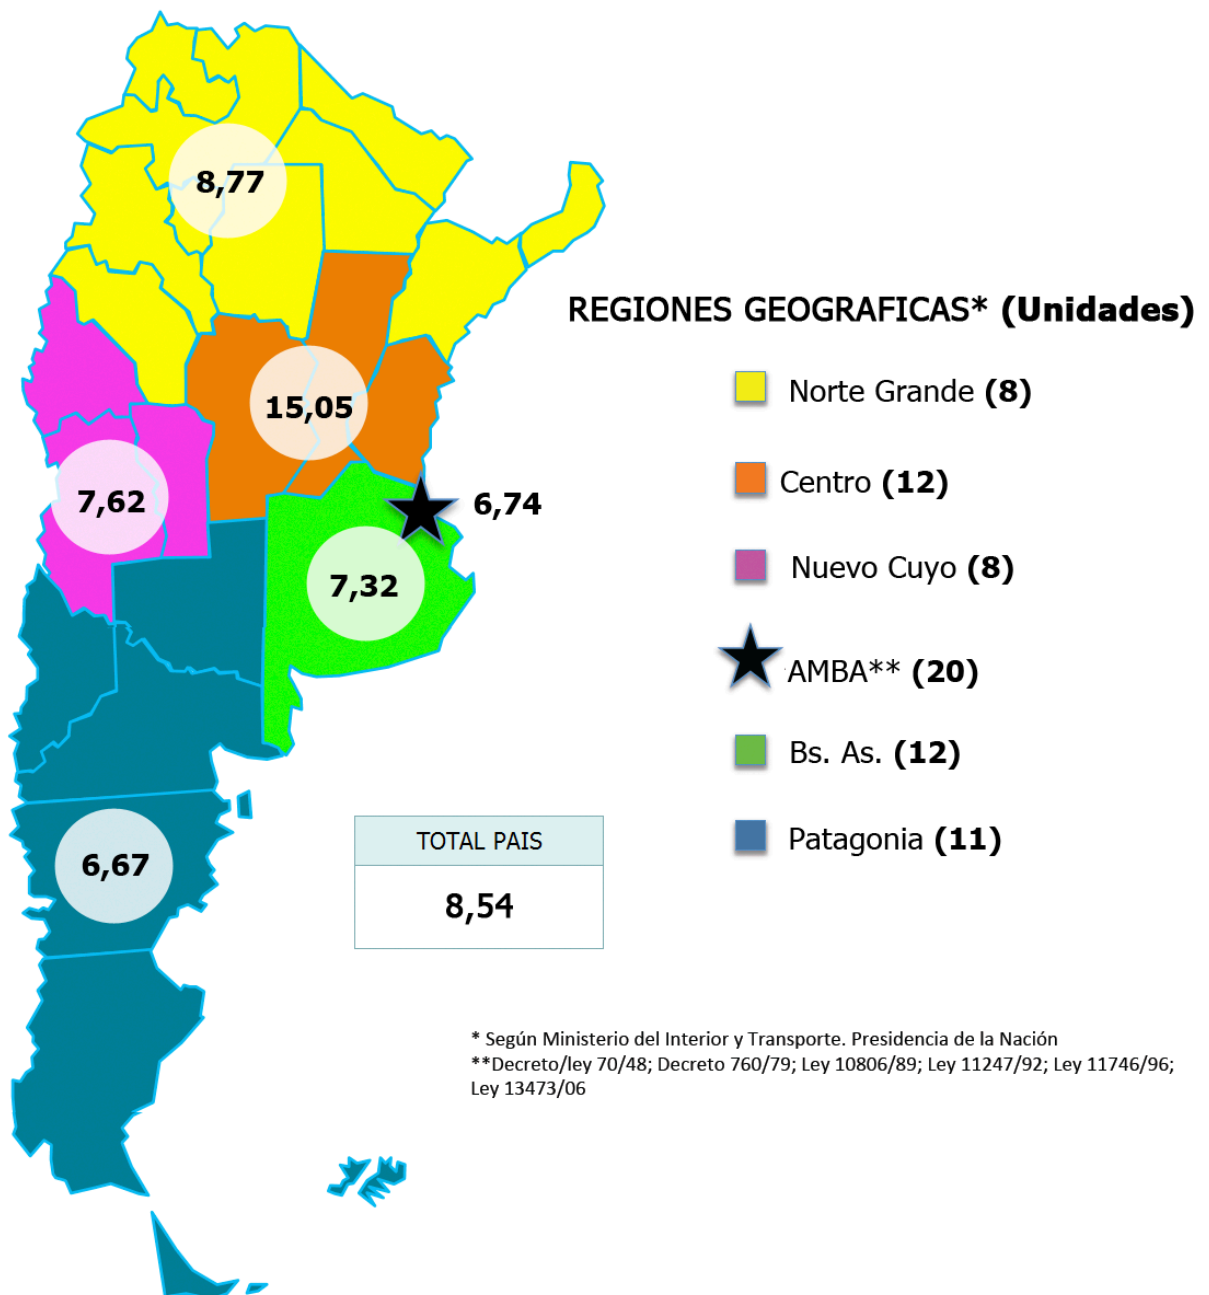 8,77
REGIONES GEOGRAFICAS* (Unidades)
Norte Grande (8)
15,05
Centro (12)
7,62
6,74
Nuevo Cuyo (8)
7,32
AMBA** (20)
Bs. As. (12)
TOTAL PAIS
Patagonia (11)
6,67
8,54
* Según Ministerio del Interior y Transporte. Presidencia de la Nación
**Decreto/ley 70/48; Decreto 760/79; Ley 10806/89; Ley 11247/92; Ley 11746/96;
Ley 13473/06